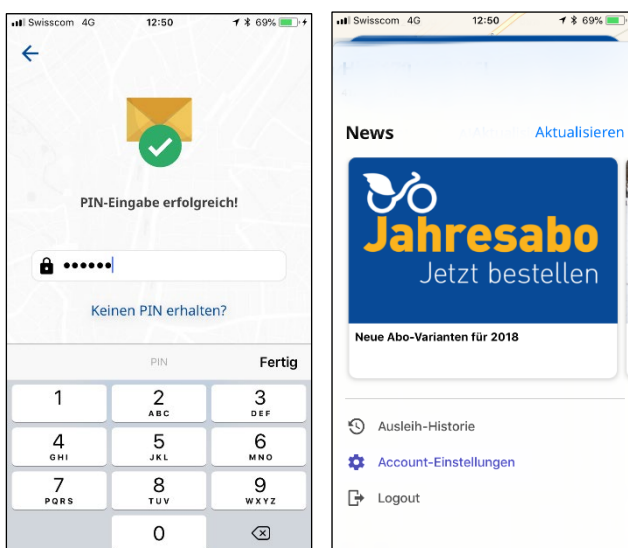 Swisscom 4G 12:50 69%
PIN-Eingabe erfolgreich!
••••••
Keinen PIN erhalten?
PIN Fertig
1 2 3
ABC DEF
4 5 6
GHI JKL MNO
7 8 9
PQRS TUV WXYZ
0
Swisscom 4G 12:50 69%
News Aktualisieren
Jahresabo
Jetzt bestellen
Neue Abo-Varianten für 2018
Ausleih-Historie
Account-Einstellungen
Logout